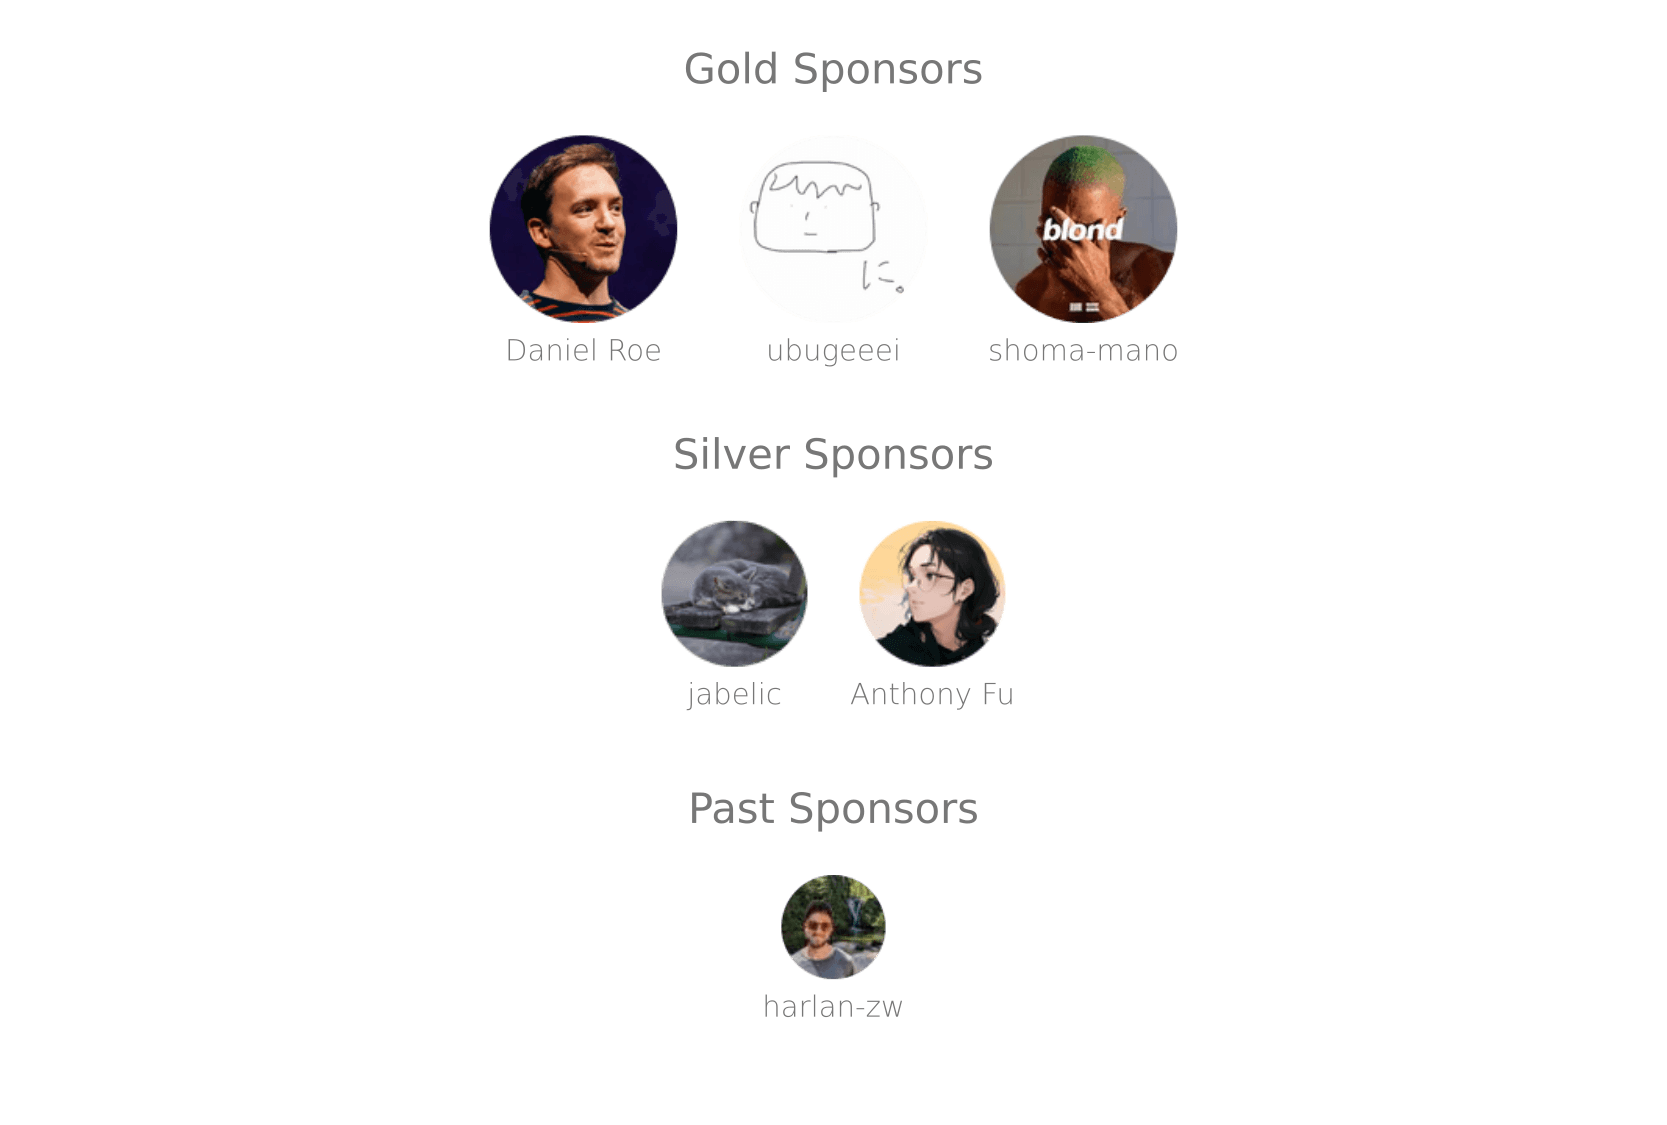 Gold Sponsors
blond
に。
Daniel Roe
ubugeeei
shoma-mano
Silver Sponsors
jabelic
Anthony Fu
Past Sponsors
harlan-zw